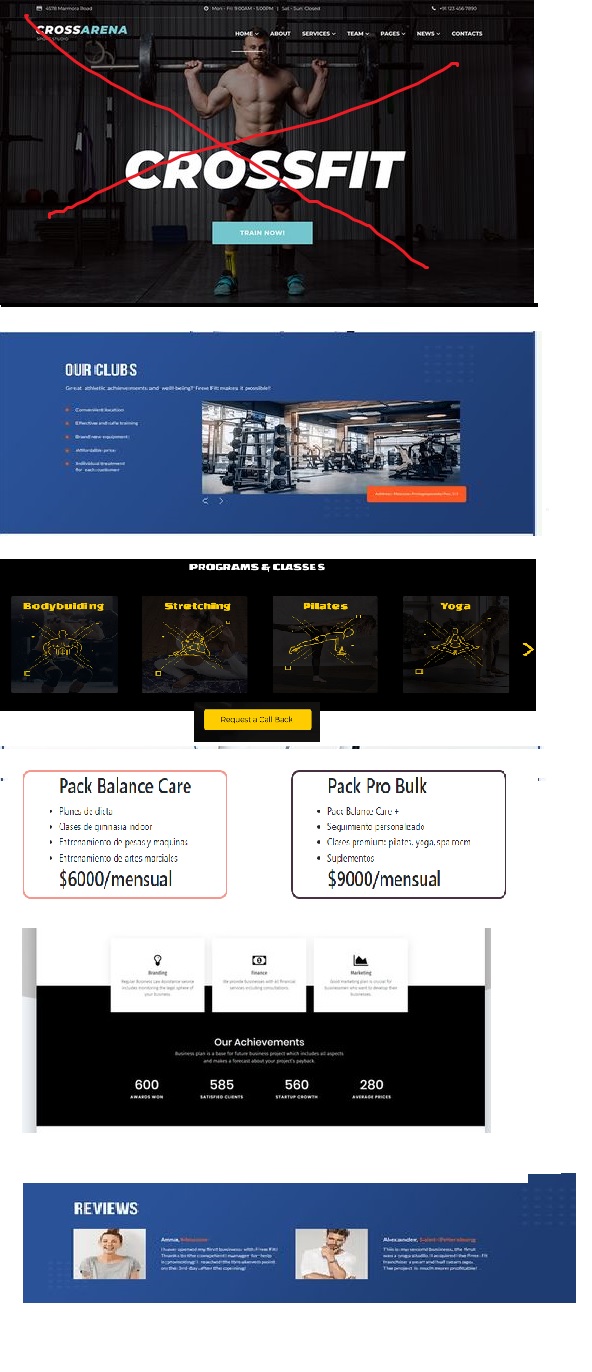 4578 Marmora Road
Mon - Fri: 9:00AM - 5:00PM | Sat - Sun: Closed
+91 123 456 7890
CROSSARENA
HOME
ABOUT
SERVICES
TEAM
PAGES
NEWS
CONTACTS
CROSSFIT
TRAIN NOW!
OUR CLUBS
Great athletic achievements and well-being? Free Fit makes it possible!
Convenient location
Effective and safe training
Brand new equipment
Affordable price
Individual treatment
for each customer
PROGRAMS & CLASSES
Bodybulding
Stretching
Pilates
Yoga
Request a Call Back
Pack Balance Care
Planes de dieta
Clases de gimnasia indoor
Entrenamiento de pesas y maquinas
Entrenamiento de artes marciales
$6000/mensual
Pack Pro Bulk
Pack Balance Care +
Seguimiento personalizado
Clases premium: pilates, yoga, spa room
Suplementos
$9000/mensual
Branding
Regular Business Law Assistance service
includes monitoring the legal sphere of
your business.
Finance
We provide businesses with all financial
services including consultations.
Marketing
Good marketing plan is crucial for
businessmen who want to develop their
businesses.
Our Achievements
Business plan is a base for future business project which includes all aspects
and makes a forecast about your project's payback.
600
AWARDS WON
585
SATISFIED CLIENTS
560
STARTUP GROWTH
280
AVERAGE PRICES
REVIEWS
Anna, Moscow
I have opened my first business with Free Fit!
Thanks to the competent manager for help
in promoting! I reached the break-even point
on the 3rd day after the opening!
Alexander, Saint-Petersburg
This is my second business, the first
was a yoga studio. I acquired the Free Fit
franchise a year and half years ago.
The project is much more profitable!